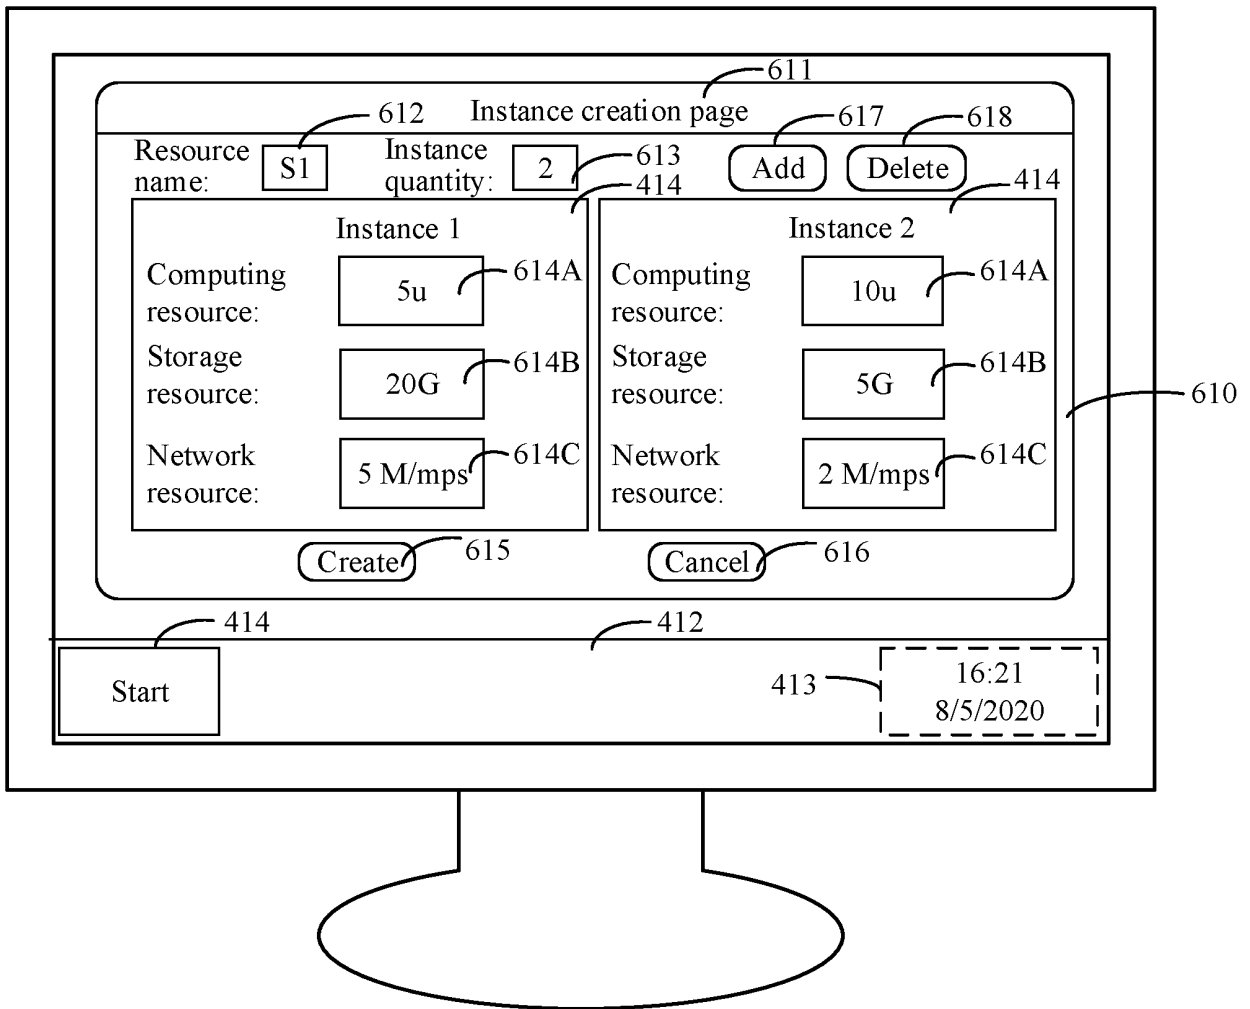 611
Instance creation page
612
617
618
Resource
name:
S1
Instance
quantity:
2
613
Add
Delete
414
414
Instance 1
Computing
resource:
5u
614A
Storage
resource:
20G
614B
Network
resource:
5 M/mps
614C
Instance 2
Computing
resource:
10u
614A
Storage
resource:
5G
614B
Network
resource:
2 M/mps
614C
610
Create
615
Cancel
616
414
412
Start
413
16:21
8/5/2020